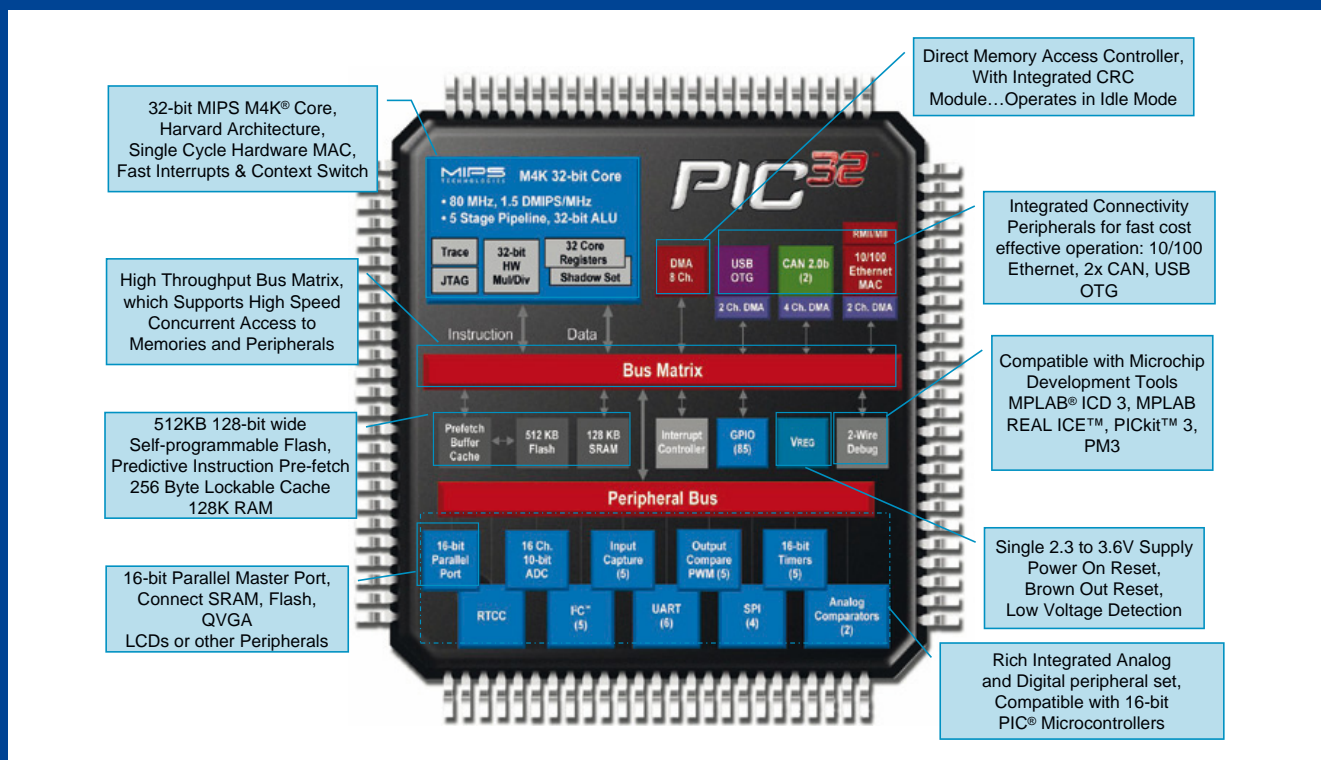 Direct Memory Access Controller,
With Integrated CRC
Module…Operates in Idle Mode
32-bit MIPS M4K® Core,
Harvard Architecture,
Single Cycle Hardware MAC,
Fast Interrupts & Context Switch
MIPS
TECHNOLOGIES
M4K 32-bit Core
• 80 MHz, 1.5 DMIPS/MHz
• 5 Stage Pipeline, 32-bit ALU
Trace
JTAG
32-bit
HW
Mul/Div
32 Core
Registers
Shadow Set
PIC32™
DMA
8 Ch.
USB
OTG
2 Ch. DMA
CAN 2.0b
(2)
4 Ch. DMA
RMII/MII
10/100
Ethernet
MAC
2 Ch. DMA
Integrated Connectivity
Peripherals for fast cost
effective operation: 10/100
Ethernet, 2x CAN, USB
OTG
High Throughput Bus Matrix,
which Supports High Speed
Concurrent Access to
Memories and Peripherals
Instruction
Data
Bus Matrix
Compatible with Microchip
Development Tools
MPLAB® ICD 3, MPLAB
REAL ICE™, PICkit™ 3,
PM3
512KB 128-bit wide
Self-programmable Flash,
Predictive Instruction Pre-fetch
256 Byte Lockable Cache
128K RAM
Prefetch
Buffer
Cache
512 KB
Flash
128 KB
SRAM
Interrupt
Controller
GPIO
(85)
VREG
2-Wire
Debug
Peripheral Bus
16-bit
Parallel
Port
16 Ch.
10-bit
ADC
Input
Capture
(5)
Output
Compare
PWM (5)
16-bit
Timers
(5)
RTCC
I²C™
(5)
UART
(6)
SPI
(4)
Analog
Comparators
(2)
Single 2.3 to 3.6V Supply
Power On Reset,
Brown Out Reset,
Low Voltage Detection
16-bit Parallel Master Port,
Connect SRAM, Flash,
QVGA
LCDs or other Peripherals
Rich Integrated Analog
and Digital peripheral set,
Compatible with 16-bit
PIC® Microcontrollers